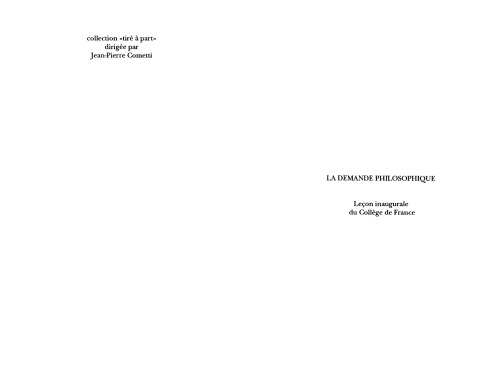 collection «tiré à part»
dirigée par
Jean-Pierre Cometti
LA DEMANDE PHILOSOPHIQUE
Leçon inaugurale
du Collège de France